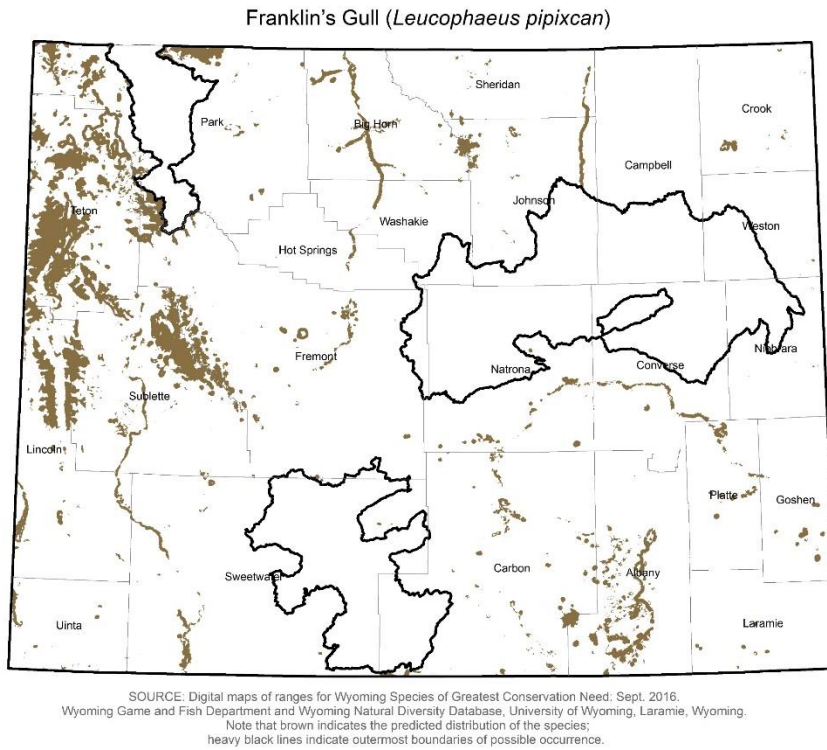 Franklin's Gull (Leucophaeus pipixcan)
Sheridan
Crook
Park
Big Horn
Campbell
Johnson
Teton
Washakie
Weston
Hot Springs
Fremont
Natrona
Converse
Niobrara
Sublette
Lincoln
Platte
Goshen
Sweetwater
Carbon
Albany
Uinta
Laramie
SOURCE: Digital maps of ranges for Wyoming Species of Greatest Conservation Need: Sept. 2016.
Wyoming Game and Fish Department and Wyoming Natural Diversity Database, University of Wyoming, Laramie, Wyoming.
Note that brown indicates the predicted distribution of the species;
heavy black lines indicate outermost boundaries of possible occurrence.